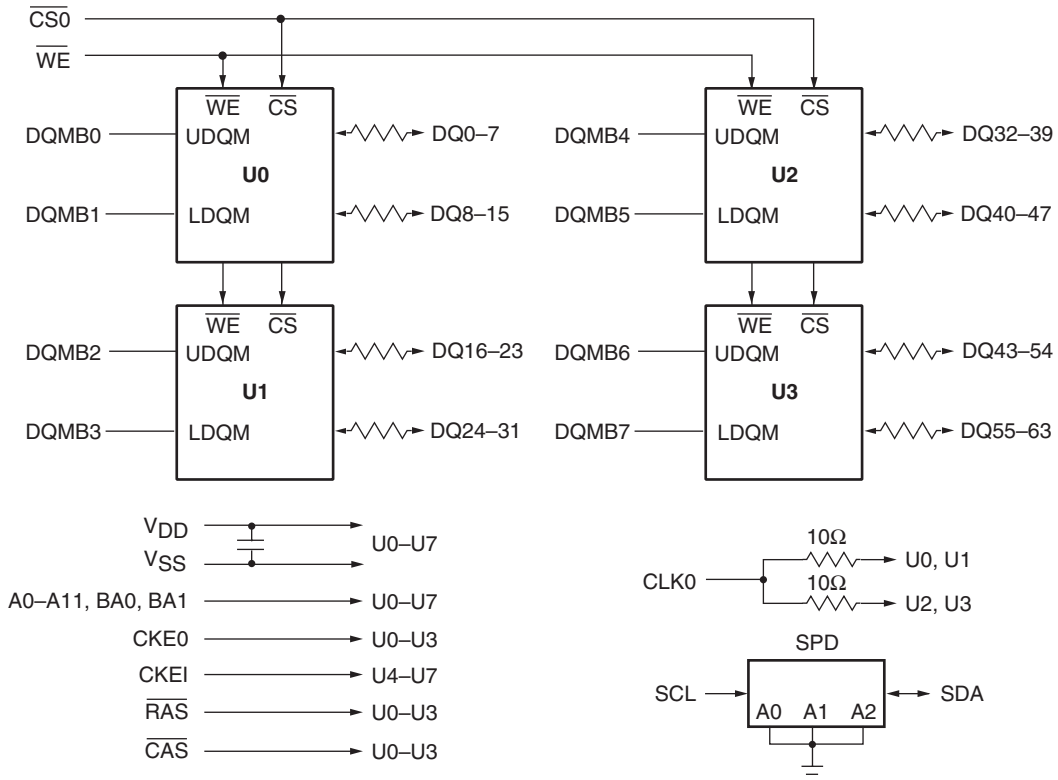 CS0
WE
WE CS
DQMB0 UDQM DQ0–7
U0
DQMB1 LDQM DQ8–15
WE CS
DQMB4 UDQM DQ32–39
U2
DQMB5 LDQM DQ40–47
WE CS
DQMB2 UDQM DQ16–23
U1
DQMB3 LDQM DQ24–31
WE CS
DQMB6 UDQM DQ43–54
U3
DQMB7 LDQM DQ55–63
VDD
VSS
U0–U7
A0–A11, BA0, BA1 U0–U7
CKE0 U0–U3
CKEI U4–U7
RAS U0–U3
CAS U0–U3
CLK0
10Ω U0, U1
10Ω U2, U3
SPD
SCL SDA
A0 A1 A2